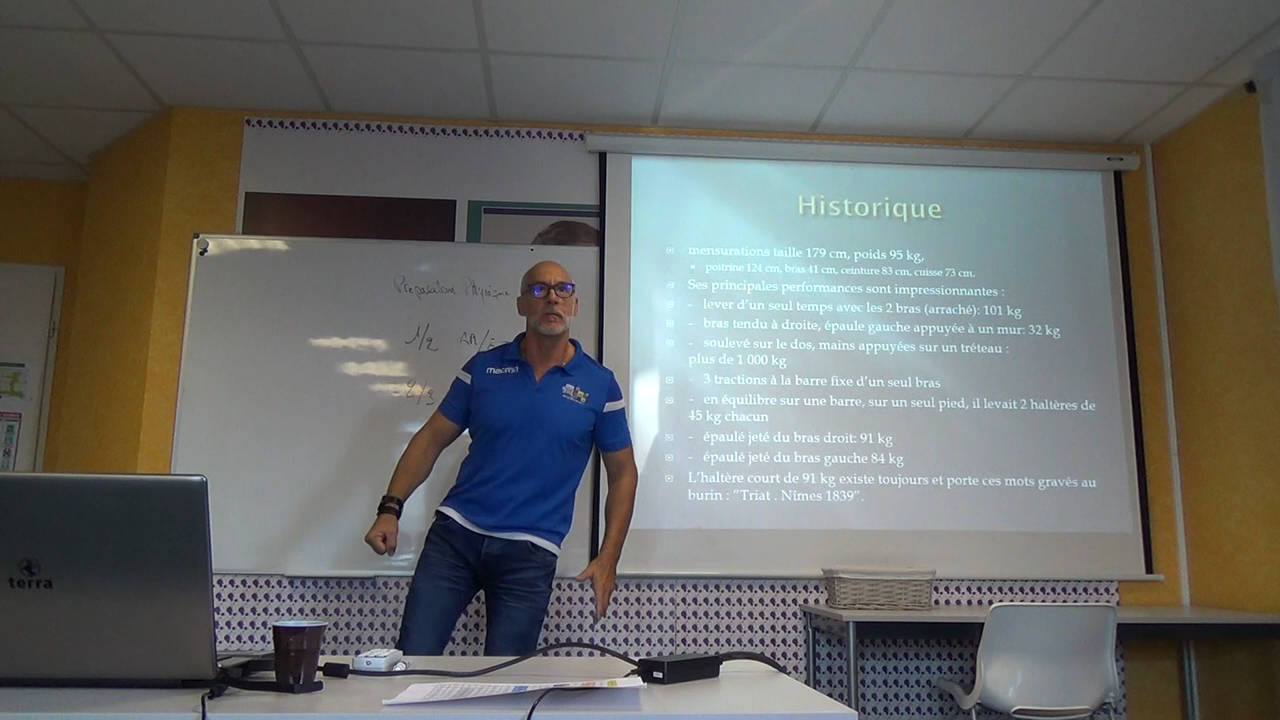 Historique
mensurations taille 179 cm, poids 95 kg,
poitrine 124 cm, bras 41 cm, ceinture 83 cm, cuisse 73 cm.
Ses principales performances sont impressionnantes :
- lever d'un seul temps avec les 2 bras (arraché): 101 kg
- bras tendu à droite, épaule gauche appuyée à un mur: 32 kg
- soulevé sur le dos, mains appuyées sur un tréteau :
plus de 1 000 kg
- 3 tractions à la barre fixe d'un seul bras
- en équilibre sur une barre, sur un seul pied, il levait 2 haltères de
45 kg chacun
- épaulé jeté du bras droit: 91 kg
- épaulé jeté du bras gauche 84 kg
L'haltère court de 91 kg existe toujours et porte ces mots gravés au
burin : "Triat . Nîmes 1839".
Préparation Physique
1/2
2/3
macron
terra